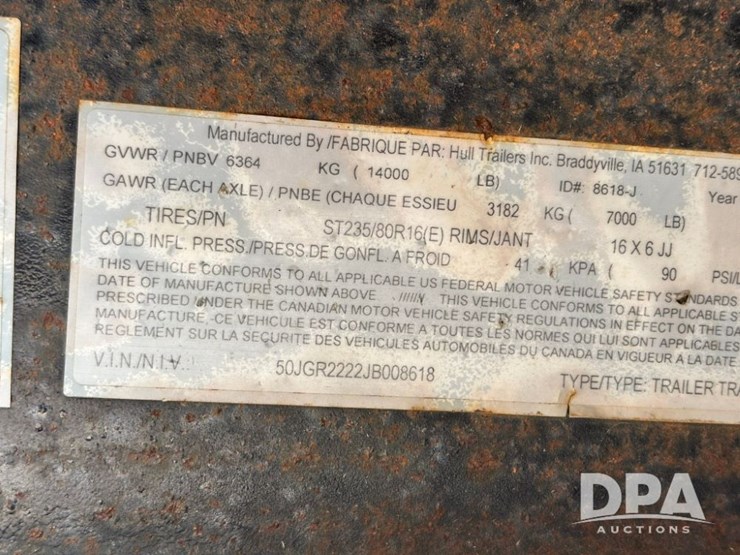 Manufactured By /FABRIQUE PAR: Hull Trailers Inc. Braddyville, IA 51631 712-589
GVWR / PNBV 6364 KG ( 14000 LB) ID#: 8618-J Year
GAWR (EACH AXLE) / PNBE (CHAQUE ESSIEU 3182 KG ( 7000 LB)
TIRES/PN ST235/80R16(E) RIMS/JANT 16 X 6 JJ
COLD INFL. PRESS./PRESS.DE GONFL. A FROID 41 KPA ( 90 PSI/L
THIS VEHICLE CONFORMS TO ALL APPLICABLE US FEDERAL MOTOR VEHICLE SAFETY STANDARDS
DATE OF MANUFACTURE SHOWN ABOVE ////// THIS VEHICLE CONFORMS TO ALL APPLICABLE S
PRESCRIBED UNDER THE CANADIAN MOTOR VEHICLE SAFETY REGULATIONS IN EFFECT ON THE DA
MANUFACTURE, -CE VEHICULE EST CONFORME A TOUTES LES NORMES QUI LUI SONT APPLICABLES
REGLEMENT SUR LA SECURITE DES VEHICULES AUTOMOBILES DU CANADA EN VIGUEUR A LA DATE
V.I.N./N.I.V. 50JGR2222JB008618 TYPE/TYPE: TRAILER TRA
DPA
AUCTIONS